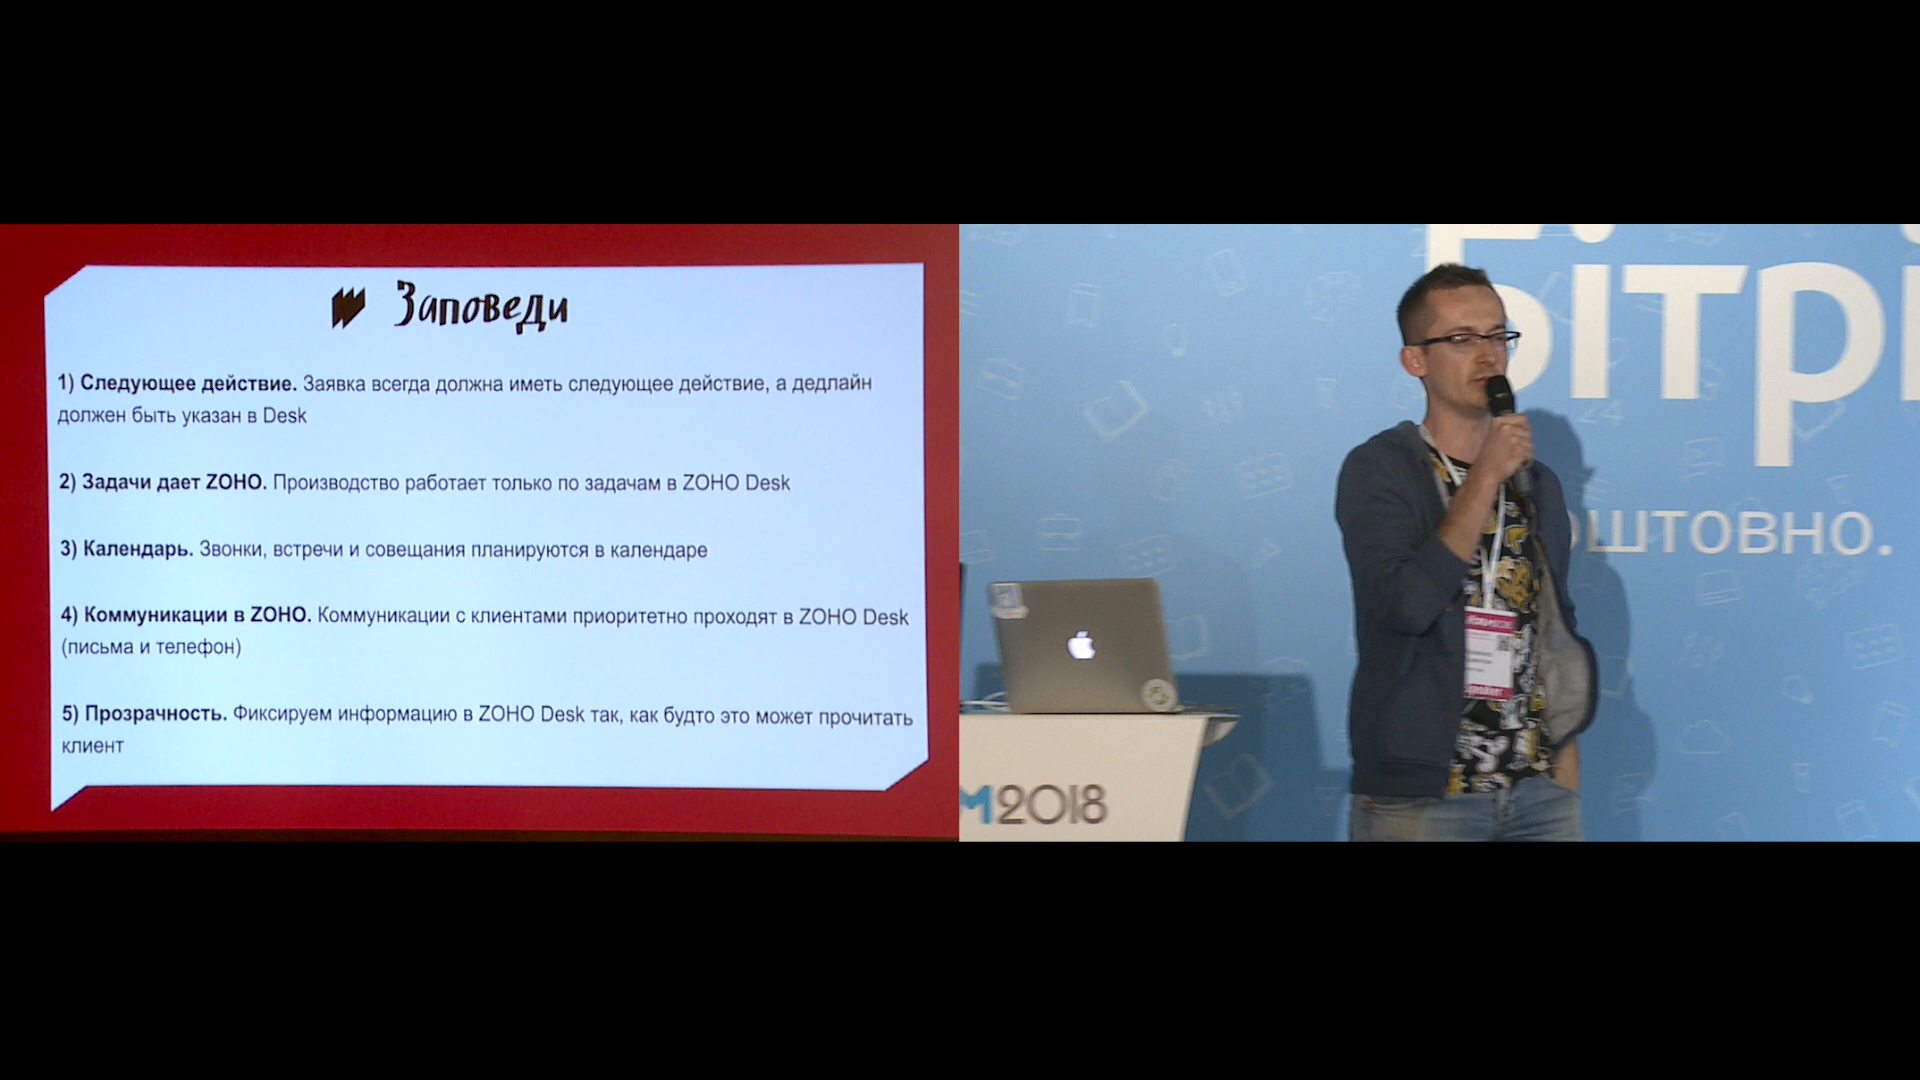 Заповеди
1) Следующее действие. Заявка всегда должна иметь следующее действие, а дедлайн
должен быть указан в Desk
2) Задачи дает ZOHO. Производство работает только по задачам в ZOHO Desk
3) Календарь. Звонки, встречи и совещания планируются в календаре
4) Коммуникации в ZOHO. Коммуникации с клиентами приоритетно проходят в ZOHO Desk
(письма и телефон)
5) Прозрачность. Фиксируем информацию в ZOHO Desk так, как будто это может прочитать
клиент
Бітрі
оштовно.
M2018